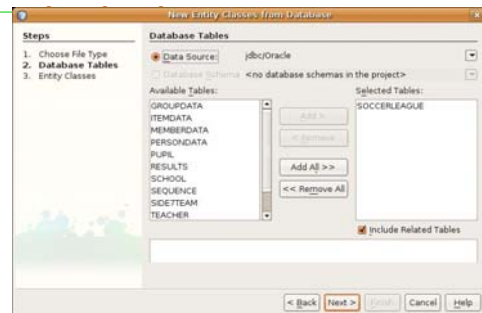 New Entity Classes from Database
Steps
1. Choose File Type
2. Database Tables
3. Entity Classes
Database Tables
Data Source: jdbc/Oracle
Database Schema: <no database schemas in the project>
Available Tables:
GROUPDATA
ITEMDATA
MEMBERDATA
PERSONDATA
PUPIL
RESULTS
SCHOOL
SEQUENCE
SIDE7TEAM
TEACHER
Add >
< Remove
Add All >>
<< Remove All
Selected Tables:
SOCCERLEAGUE
Include Related Tables
< Back Next > Finish Cancel Help